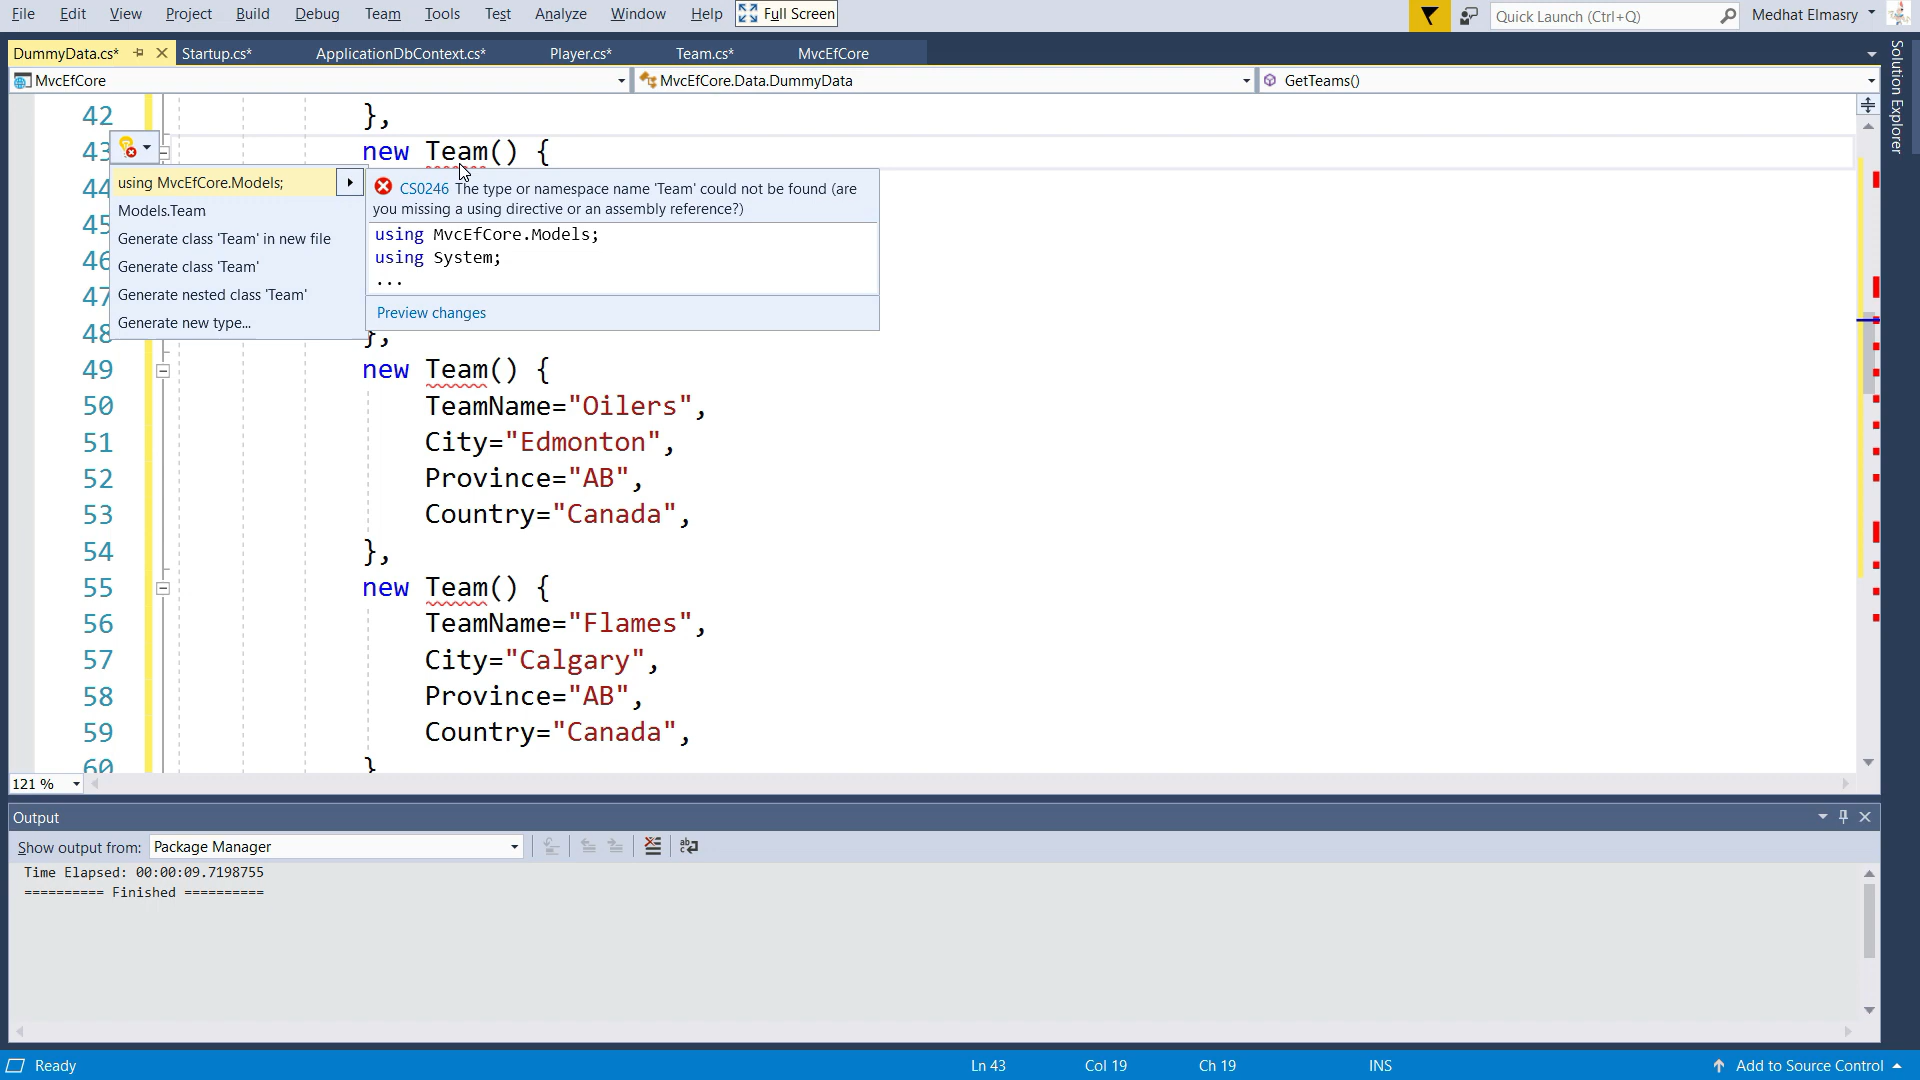 File Edit View Project Build Debug Team Tools Test Analyze Window Help Full Screen Quick Launch (Ctrl+Q) Medhat Elmasry
DummyData.cs* Startup.cs* ApplicationDbContext.cs* Player.cs* Team.cs* MvcEfCore
MvcEfCore MvcEfCore.Data.DummyData GetTeams()
Solution Explorer
42 },
43 new Team() {
44
45
46
47
48 },
using MvcEfCore.Models;
Models.Team
Generate class 'Team' in new file
Generate class 'Team'
Generate nested class 'Team'
Generate new type...
CS0246 The type or namespace name 'Team' could not be found (are
you missing a using directive or an assembly reference?)
using MvcEfCore.Models;
using System;
...
Preview changes
49 new Team() {
50 TeamName="Oilers",
51 City="Edmonton",
52 Province="AB",
53 Country="Canada",
54 },
55 new Team() {
56 TeamName="Flames",
57 City="Calgary",
58 Province="AB",
59 Country="Canada",
60 }
121 %
Output
Show output from: Package Manager
Time Elapsed: 00:00:09.7198755
========== Finished ==========
Ready Ln 43 Col 19 Ch 19 INS Add to Source Control